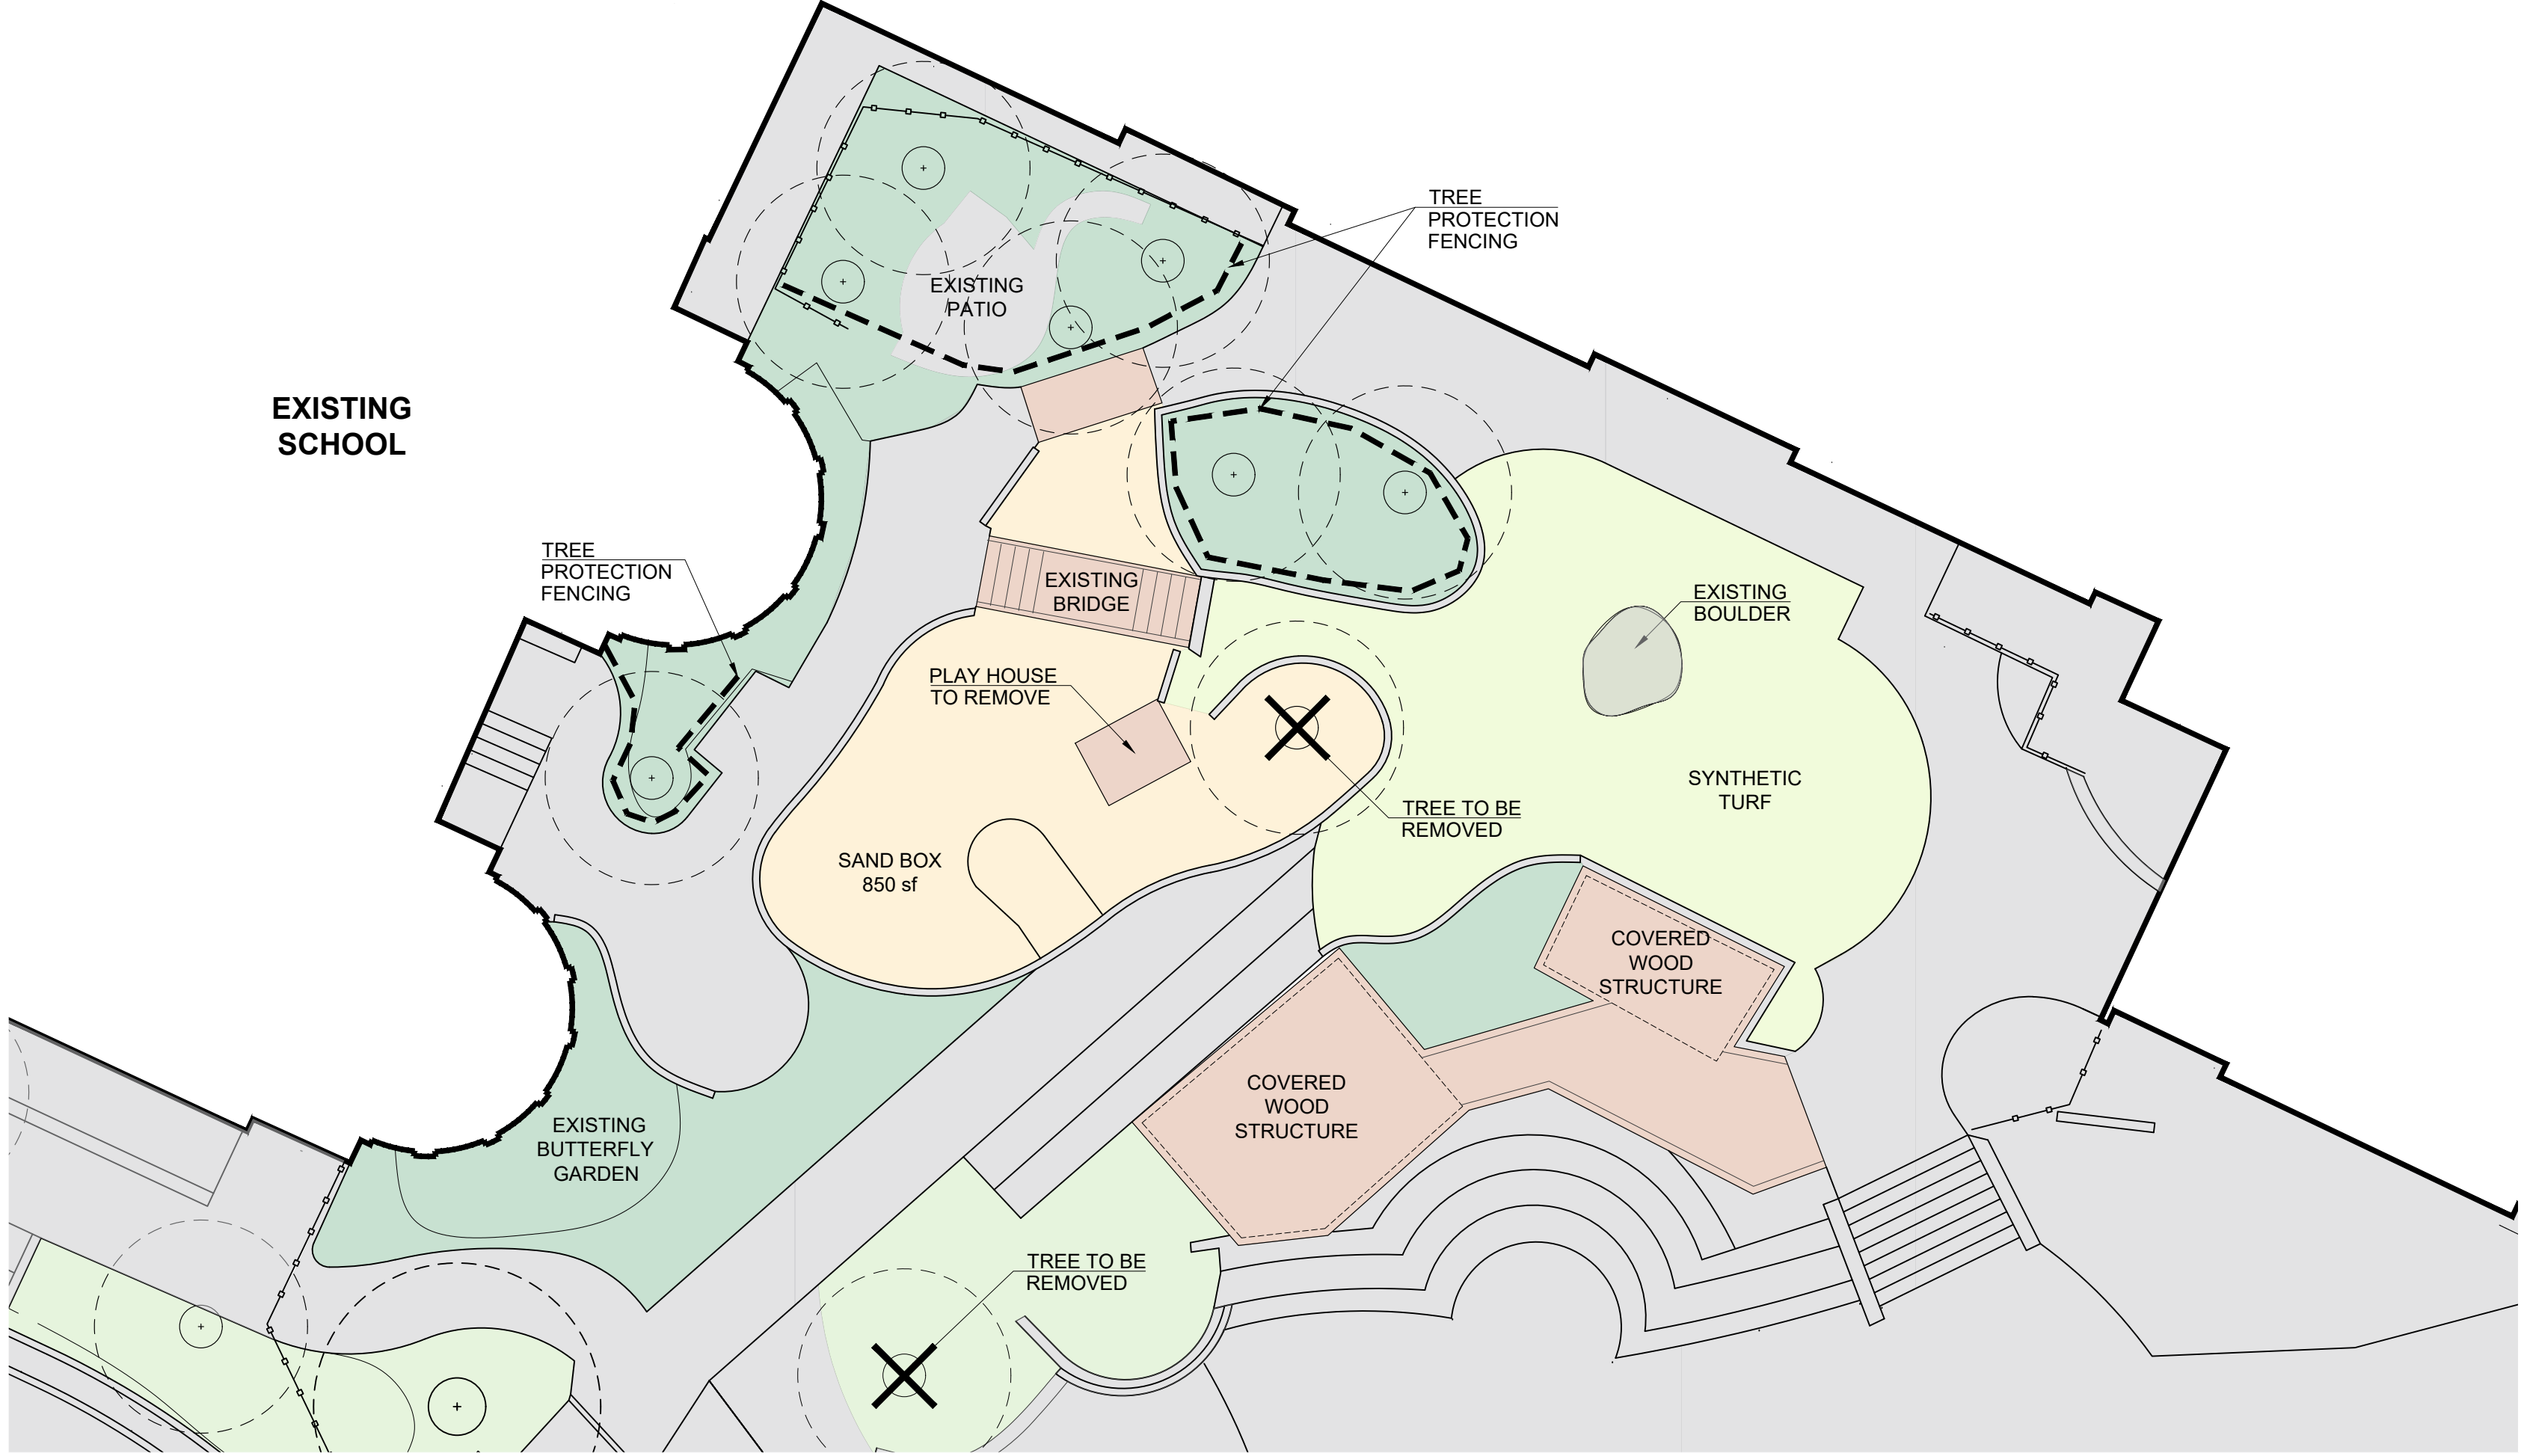 TREE
PROTECTION
FENCING
EXISTING
PATIO
EXISTING
SCHOOL
TREE
PROTECTION
FENCING
EXISTING
BRIDGE
EXISTING
BOULDER
PLAY HOUSE
TO REMOVE
SYNTHETIC
TURF
TREE TO BE
REMOVED
SAND BOX
850 sf
COVERED
WOOD
STRUCTURE
COVERED
WOOD
STRUCTURE
EXISTING
BUTTERFLY
GARDEN
TREE TO BE
REMOVED